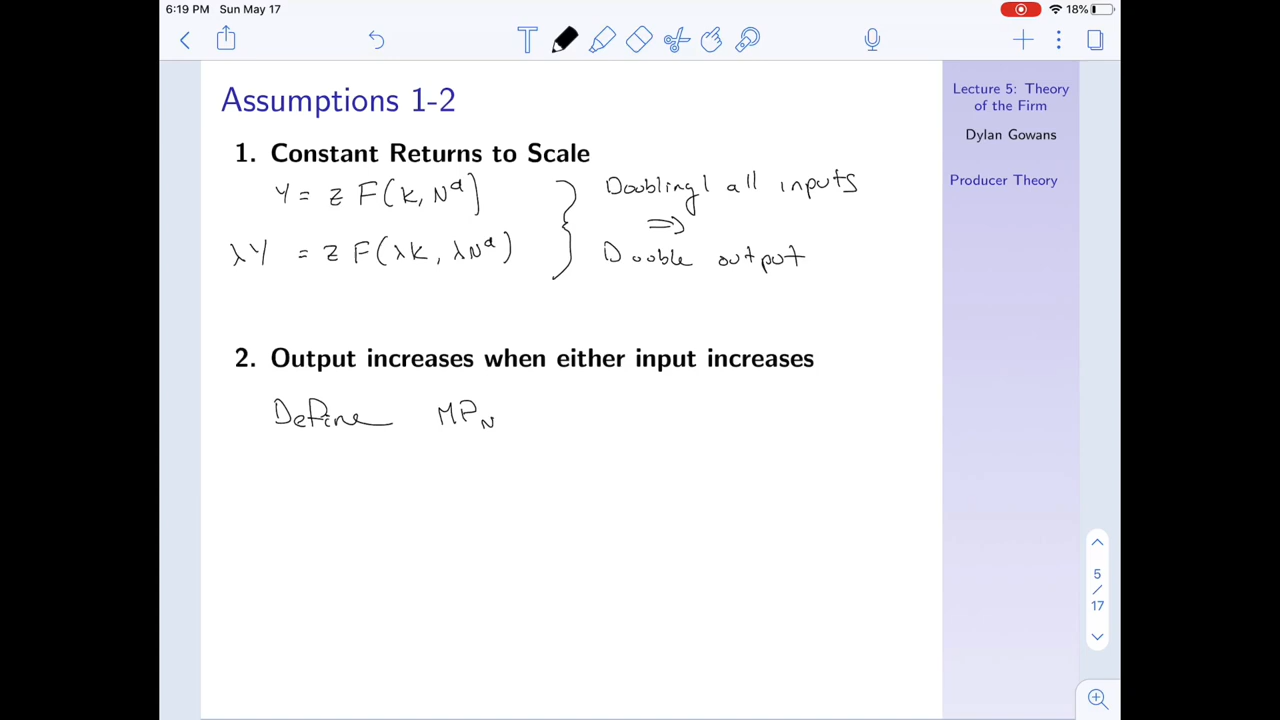 6:19 PM Sun May 17
18%
T
Assumptions 1-2
1. Constant Returns to Scale
Y = z F(K, Nᵈ)
λY = z F(λK, λNᵈ)
Doubling all inputs
⇒
Double output
2. Output increases when either input increases
Define MP_N
Lecture 5: Theory
of the Firm
Dylan Gowans
Producer Theory
5
/
17